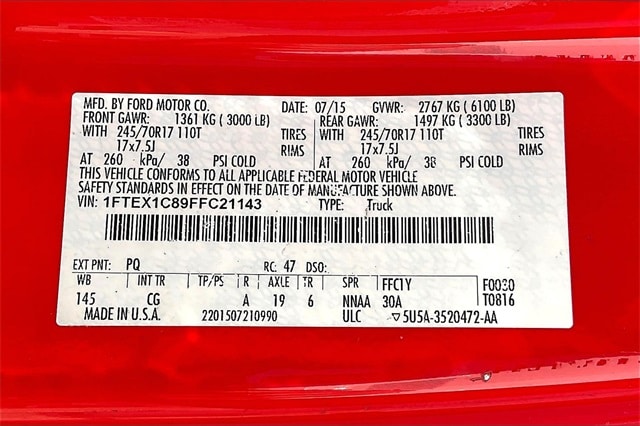 MFD. BY FORD MOTOR CO. DATE: 07/15 GVWR: 2767 KG ( 6100 LB)
FRONT GAWR: 1361 KG ( 3000 LB) REAR GAWR: 1497 KG ( 3300 LB)
WITH 245/70R17 110T TIRES WITH 245/70R17 110T TIRES
17x7.5J RIMS 17x7.5J RIMS
AT 260 kPa/ 38 PSI COLD AT 260 kPa/ 38 PSI COLD
THIS VEHICLE CONFORMS TO ALL APPLICABLE FEDERAL MOTOR VEHICLE
SAFETY STANDARDS IN EFFECT ON THE DATE OF MANUFACTURE SHOWN ABOVE.
VIN: 1FTEX1C89FFC21143 TYPE: Truck
EXT PNT: PQ RC: 47 DSO:
WB INT TR TP/PS R AXLE TR SPR FFC1Y F0030
145 CG A 19 6 NNAA 30A T0816
MADE IN U.S.A. 2201507210990 ULC ▽5U5A-3520472-AA